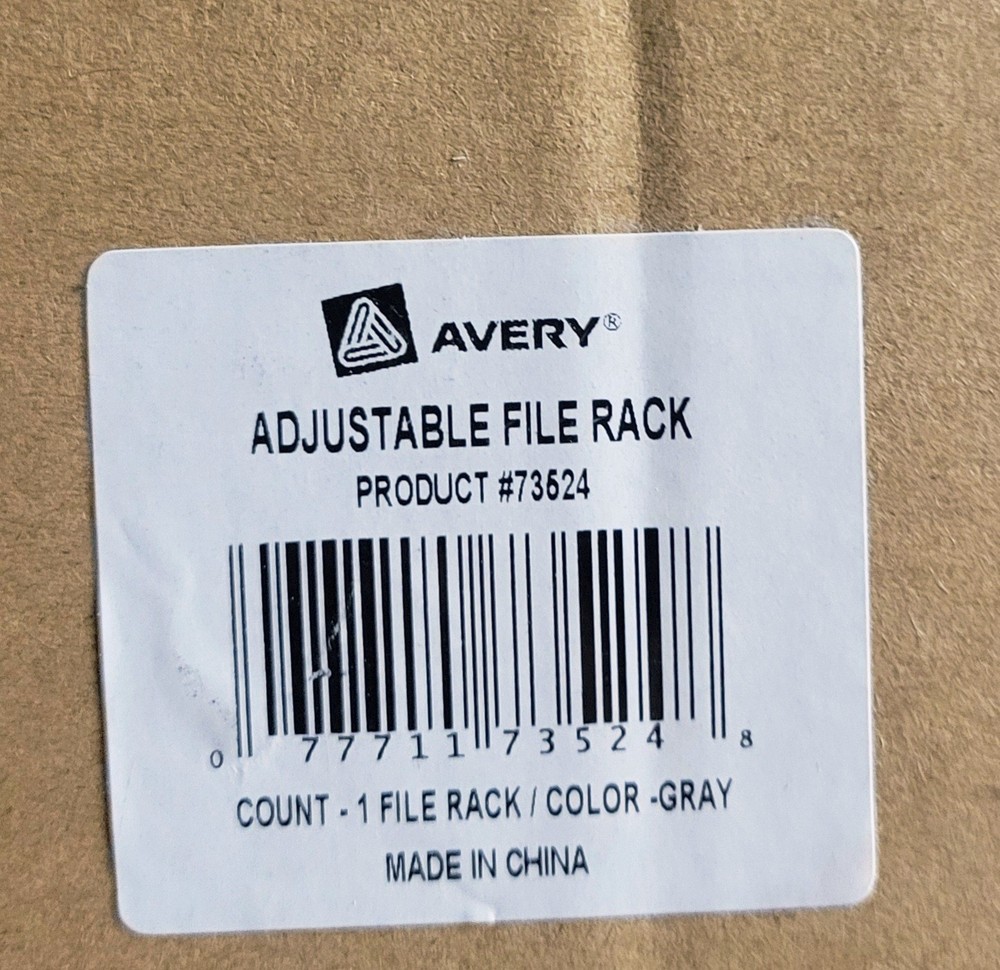 AVERY®
ADJUSTABLE FILE RACK
PRODUCT #73524
0 77711 73524 8
COUNT - 1 FILE RACK / COLOR -GRAY
MADE IN CHINA